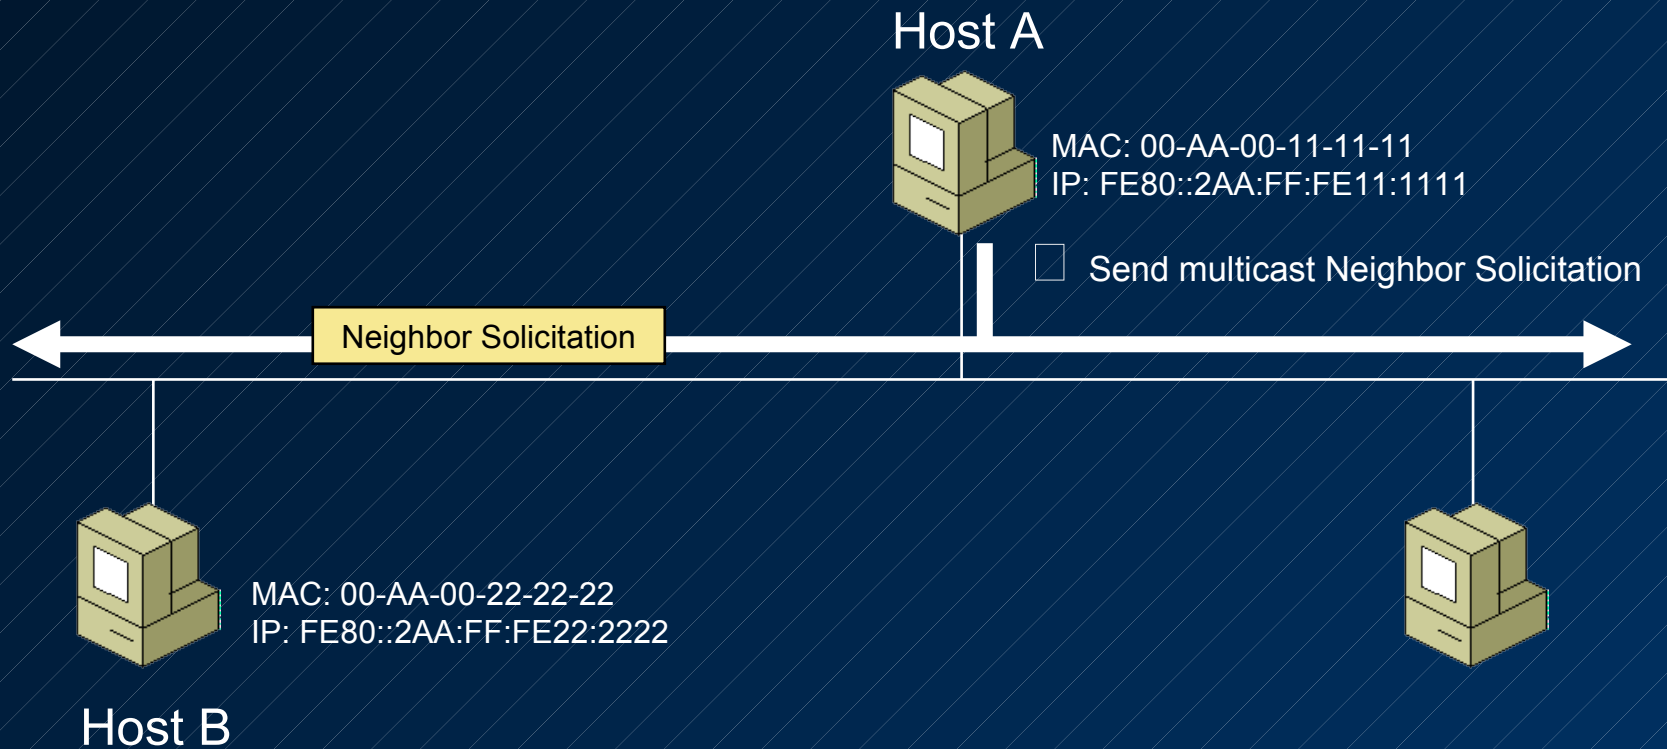 Host A
MAC: 00-AA-00-11-11-11
IP: FE80::2AA:FF:FE11:1111
Send multicast Neighbor Solicitation
Neighbor Solicitation
MAC: 00-AA-00-22-22-22
IP: FE80::2AA:FF:FE22:2222
Host B